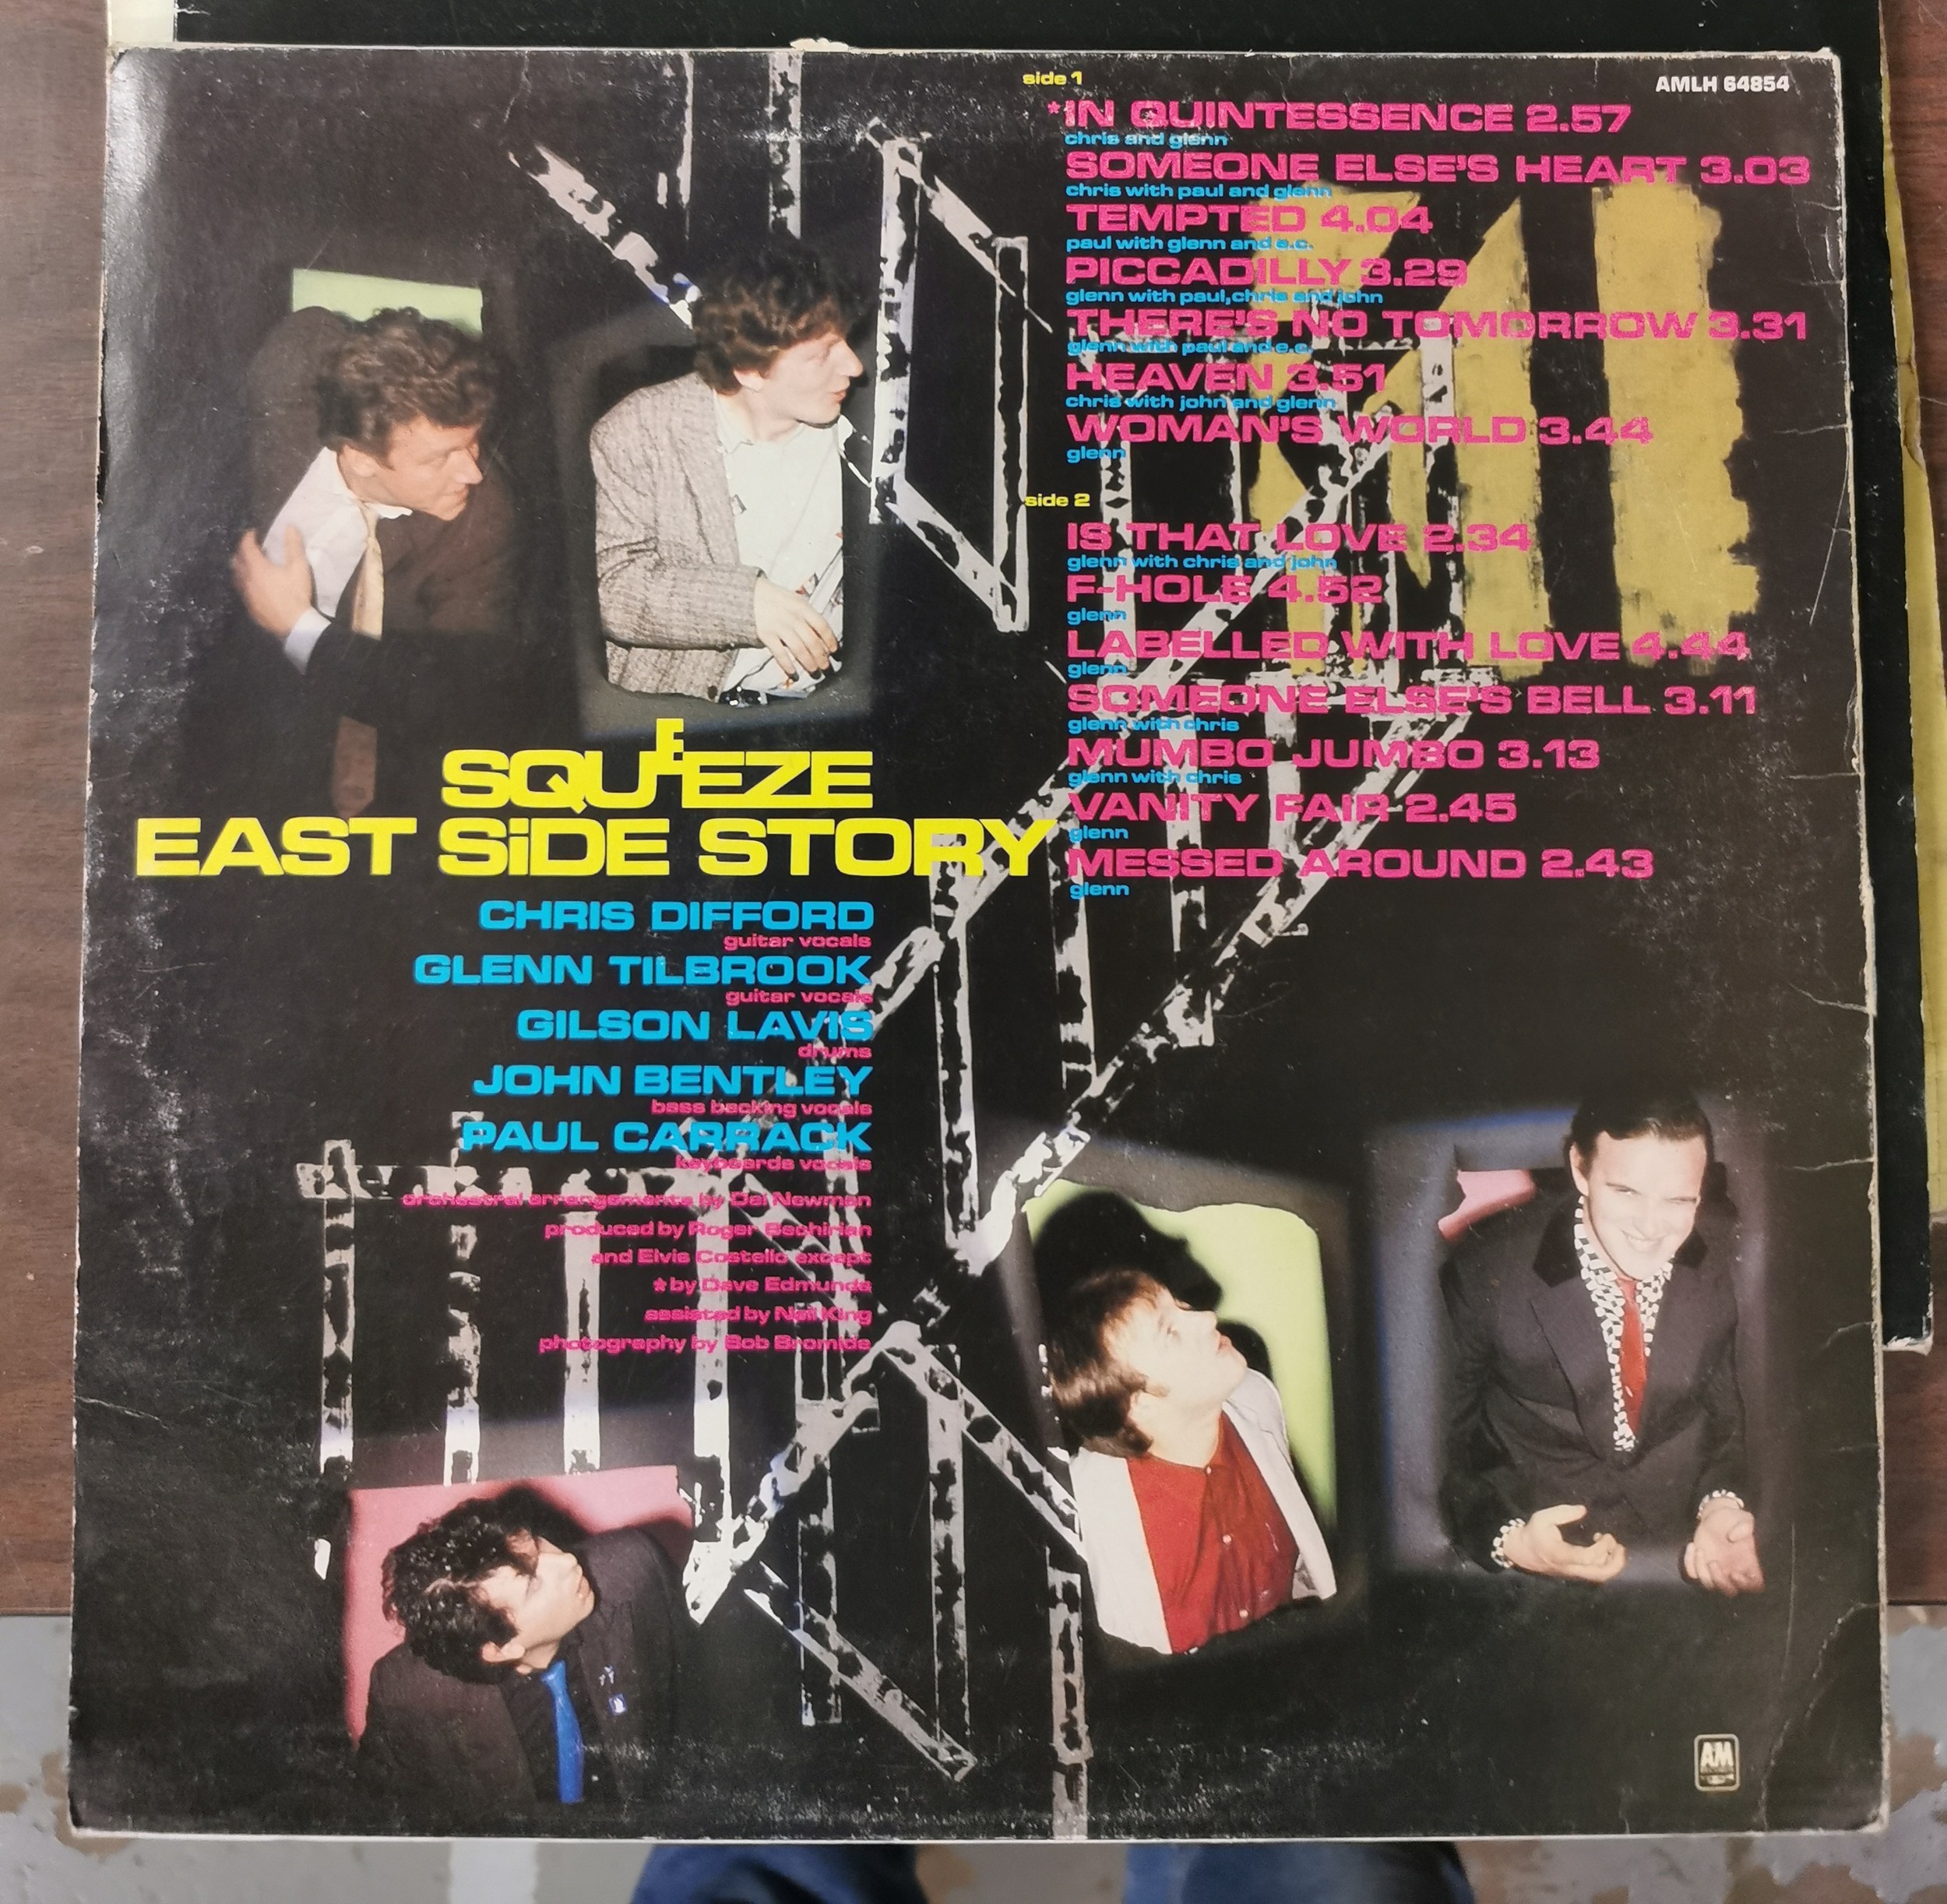 side 1
AMLH 64854
*IN QUINTESSENCE 2.57
chris and glenn
SOMEONE ELSE'S HEART 3.03
chris with paul and glenn
TEMPTED 4.04
paul with glenn and e.c.
PICCADILLY 3.29
glenn with paul,chris and john
THERE'S NO TOMORROW 3.31
glenn with paul and e.c.
HEAVEN 3.51
chris with john and glenn
WOMAN'S WORLD 3.44
glenn
side 2
IS THAT LOVE 2.34
glenn with chris and john
F-HOLE 4.52
glenn
LABELLED WITH LOVE 4.44
glenn
SOMEONE ELSE'S BELL 3.11
glenn with chris
MUMBO JUMBO 3.13
glenn with chris
VANITY FAIR 2.45
glenn
MESSED AROUND 2.43
glenn
SQUEEZE
EAST SiDE STORY
CHRIS DIFFORD
guitar vocals
GLENN TILBROOK
guitar vocals
GILSON LAVIS
drums
JOHN BENTLEY
bass backing vocals
PAUL CARRACK
keyboards vocals
orchestral arrangements by Del Newman
produced by Roger Bechirian
and Elvis Costello except
* by Dave Edmunds
assisted by Neil King
photography by Bob Bromide
AM